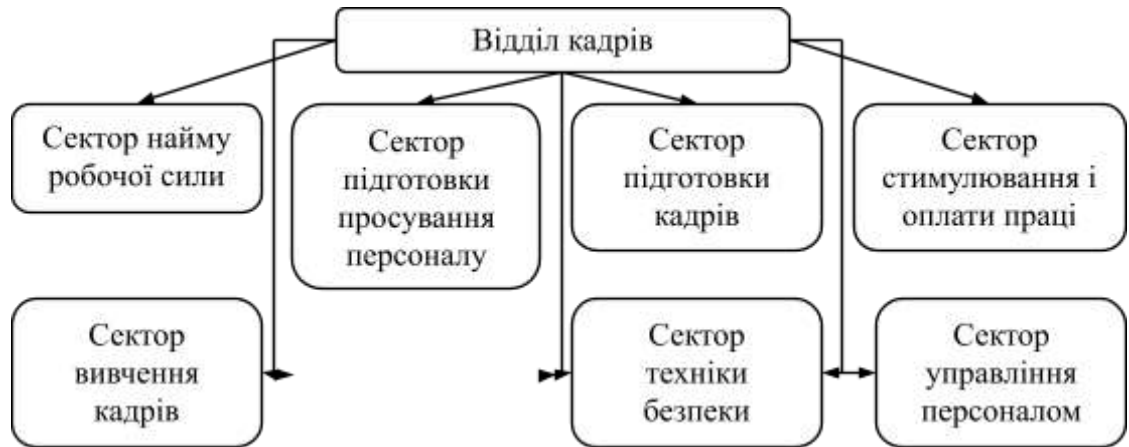 Відділ кадрів
Сектор найму
робочої сили
Сектор
підготовки
просування
персоналу
Сектор
підготовки
кадрів
Сектор
стимулювання і
оплати праці
Сектор
вивчення
кадрів
Сектор
техніки
безпеки
Сектор
управління
персоналом